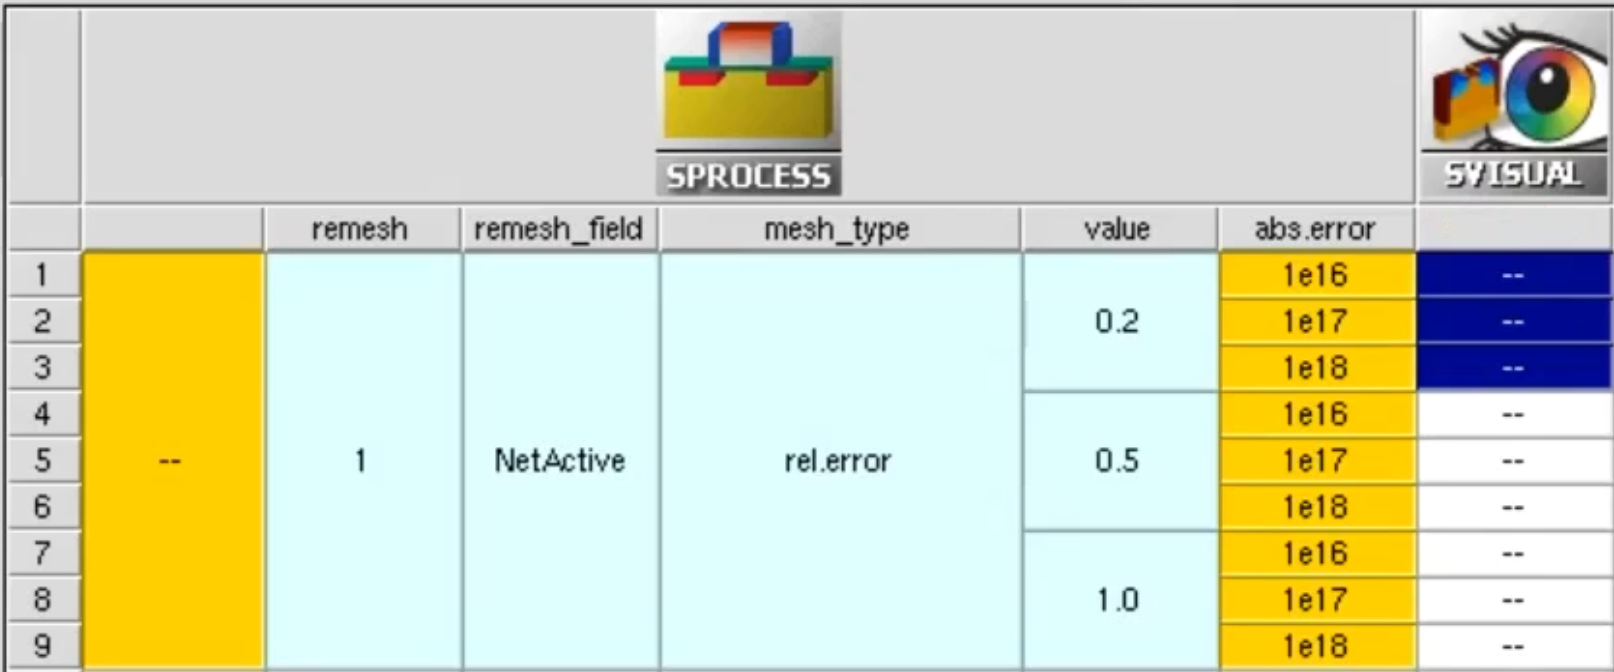 SPROCESS SVISUAL
remesh remesh_field mesh_type value abs.error
1 1e16 --
2 0.2 1e17 --
3 1e18 --
4 1e16 --
5 -- 1 NetActive rel.error 0.5 1e17 --
6 1e18 --
7 1e16 --
8 1.0 1e17 --
9 1e18 --